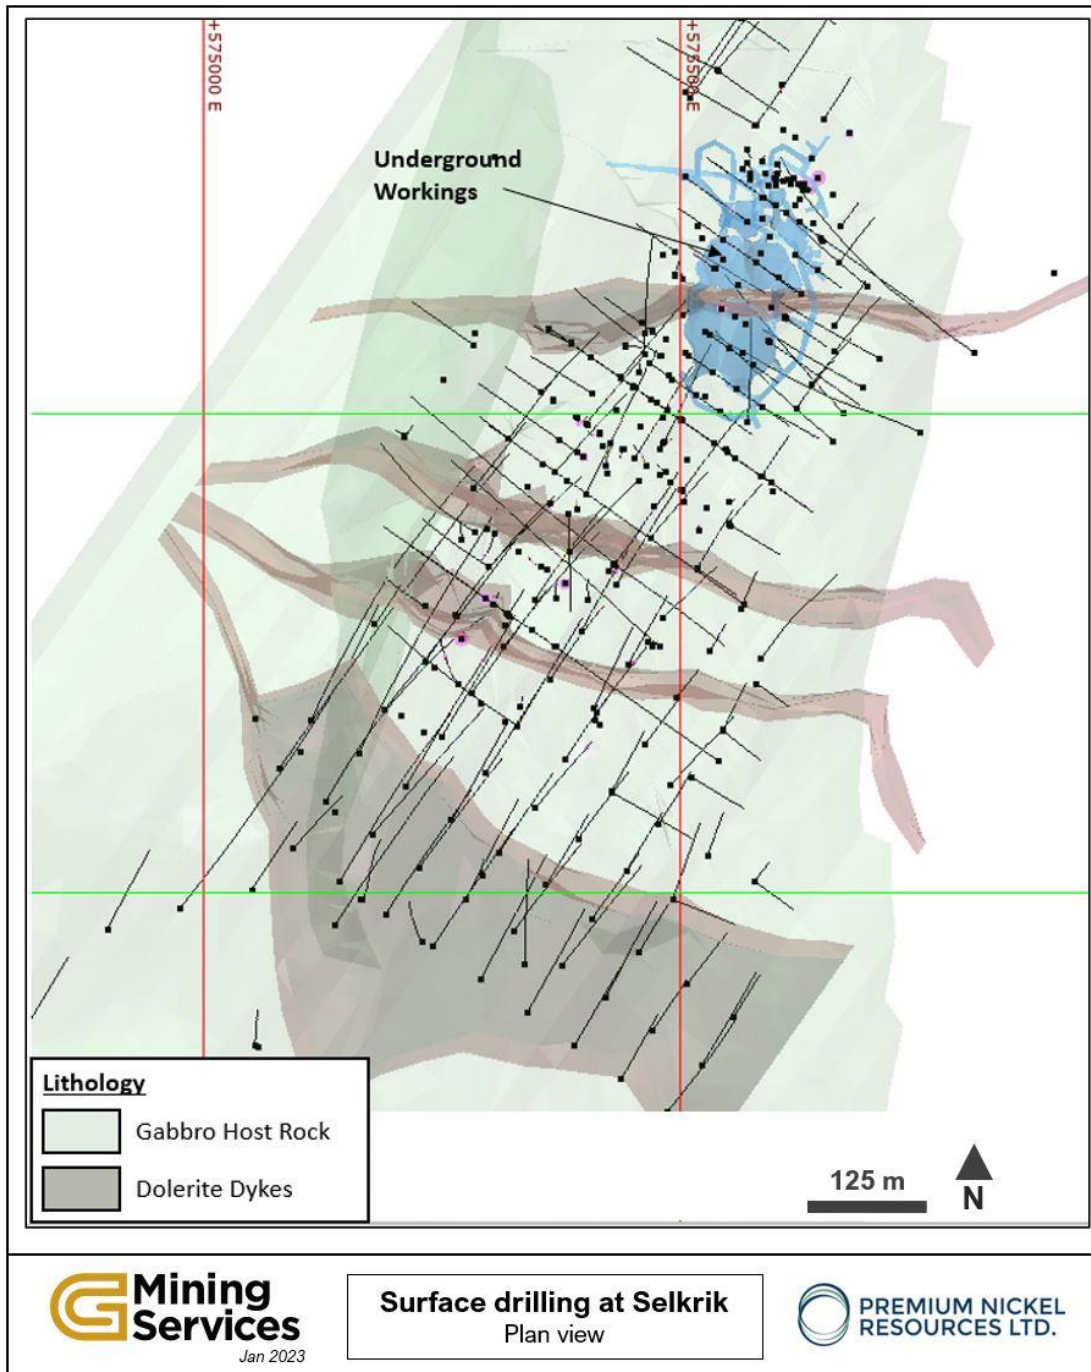 +575000 E
+575500 E
Underground
Workings
Lithology
Gabbro Host Rock
Dolerite Dykes
125 m
N
Mining
Services
Jan 2023
Surface drilling at Selkrik
Plan view
PREMIUM NICKEL
RESOURCES LTD.